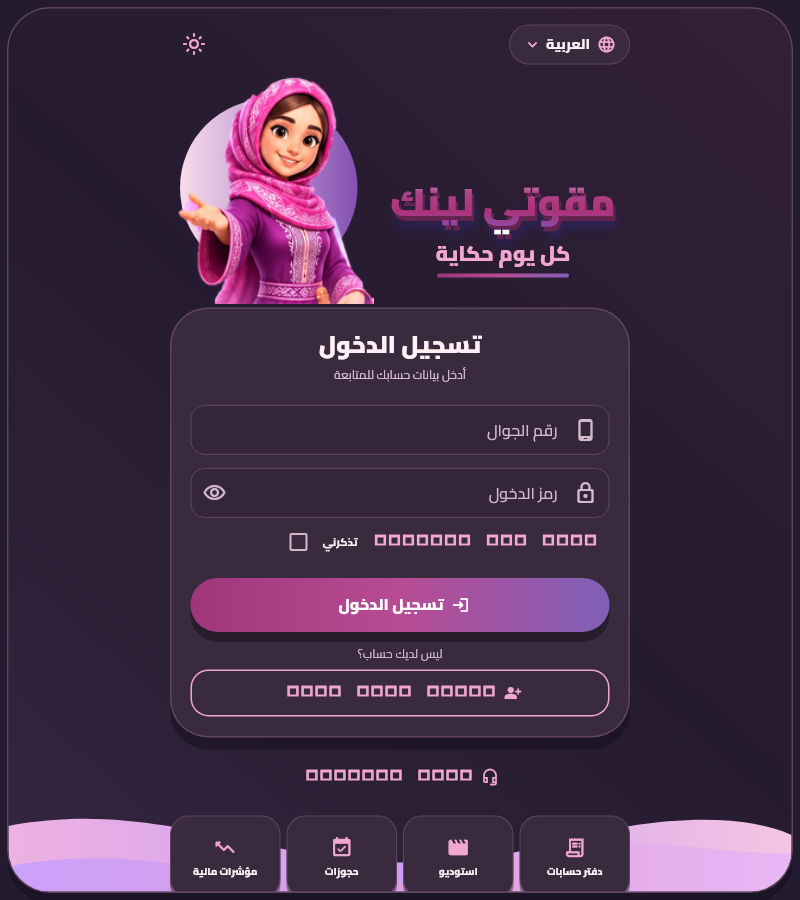 العربية
مقوتي لينك
كل يوم حكاية
تسجيل الدخول
أدخل بيانات حسابك للمتابعة
رقم الجوال
رمز الدخول
تذكرني
تسجيل الدخول
ليس لديك حساب؟
دفتر حسابات
استوديو
حجوزات
مؤشرات مالية